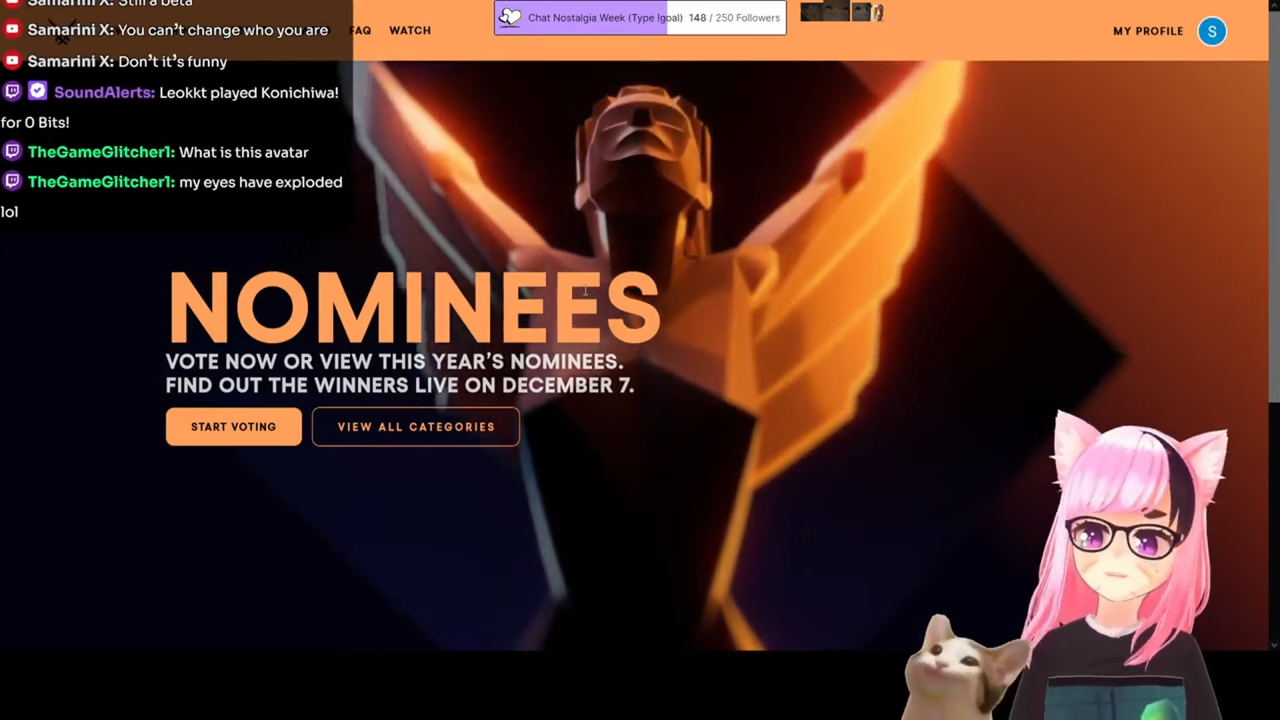 Samarini X: Still a beta
Samarini X: You can't change who you are
Samarini X: Don't it's funny
SoundAlerts: Leokkt played Konichiwa!
for 0 Bits!
TheGameGlitcher1: What is this avatar
TheGameGlitcher1: my eyes have exploded
lol
FAQ
WATCH
Chat Nostalgia Week (Type !goal) 148 / 250 Followers
MY PROFILE
S
NOMINEES
VOTE NOW OR VIEW THIS YEAR'S NOMINEES.
FIND OUT THE WINNERS LIVE ON DECEMBER 7.
START VOTING
VIEW ALL CATEGORIES